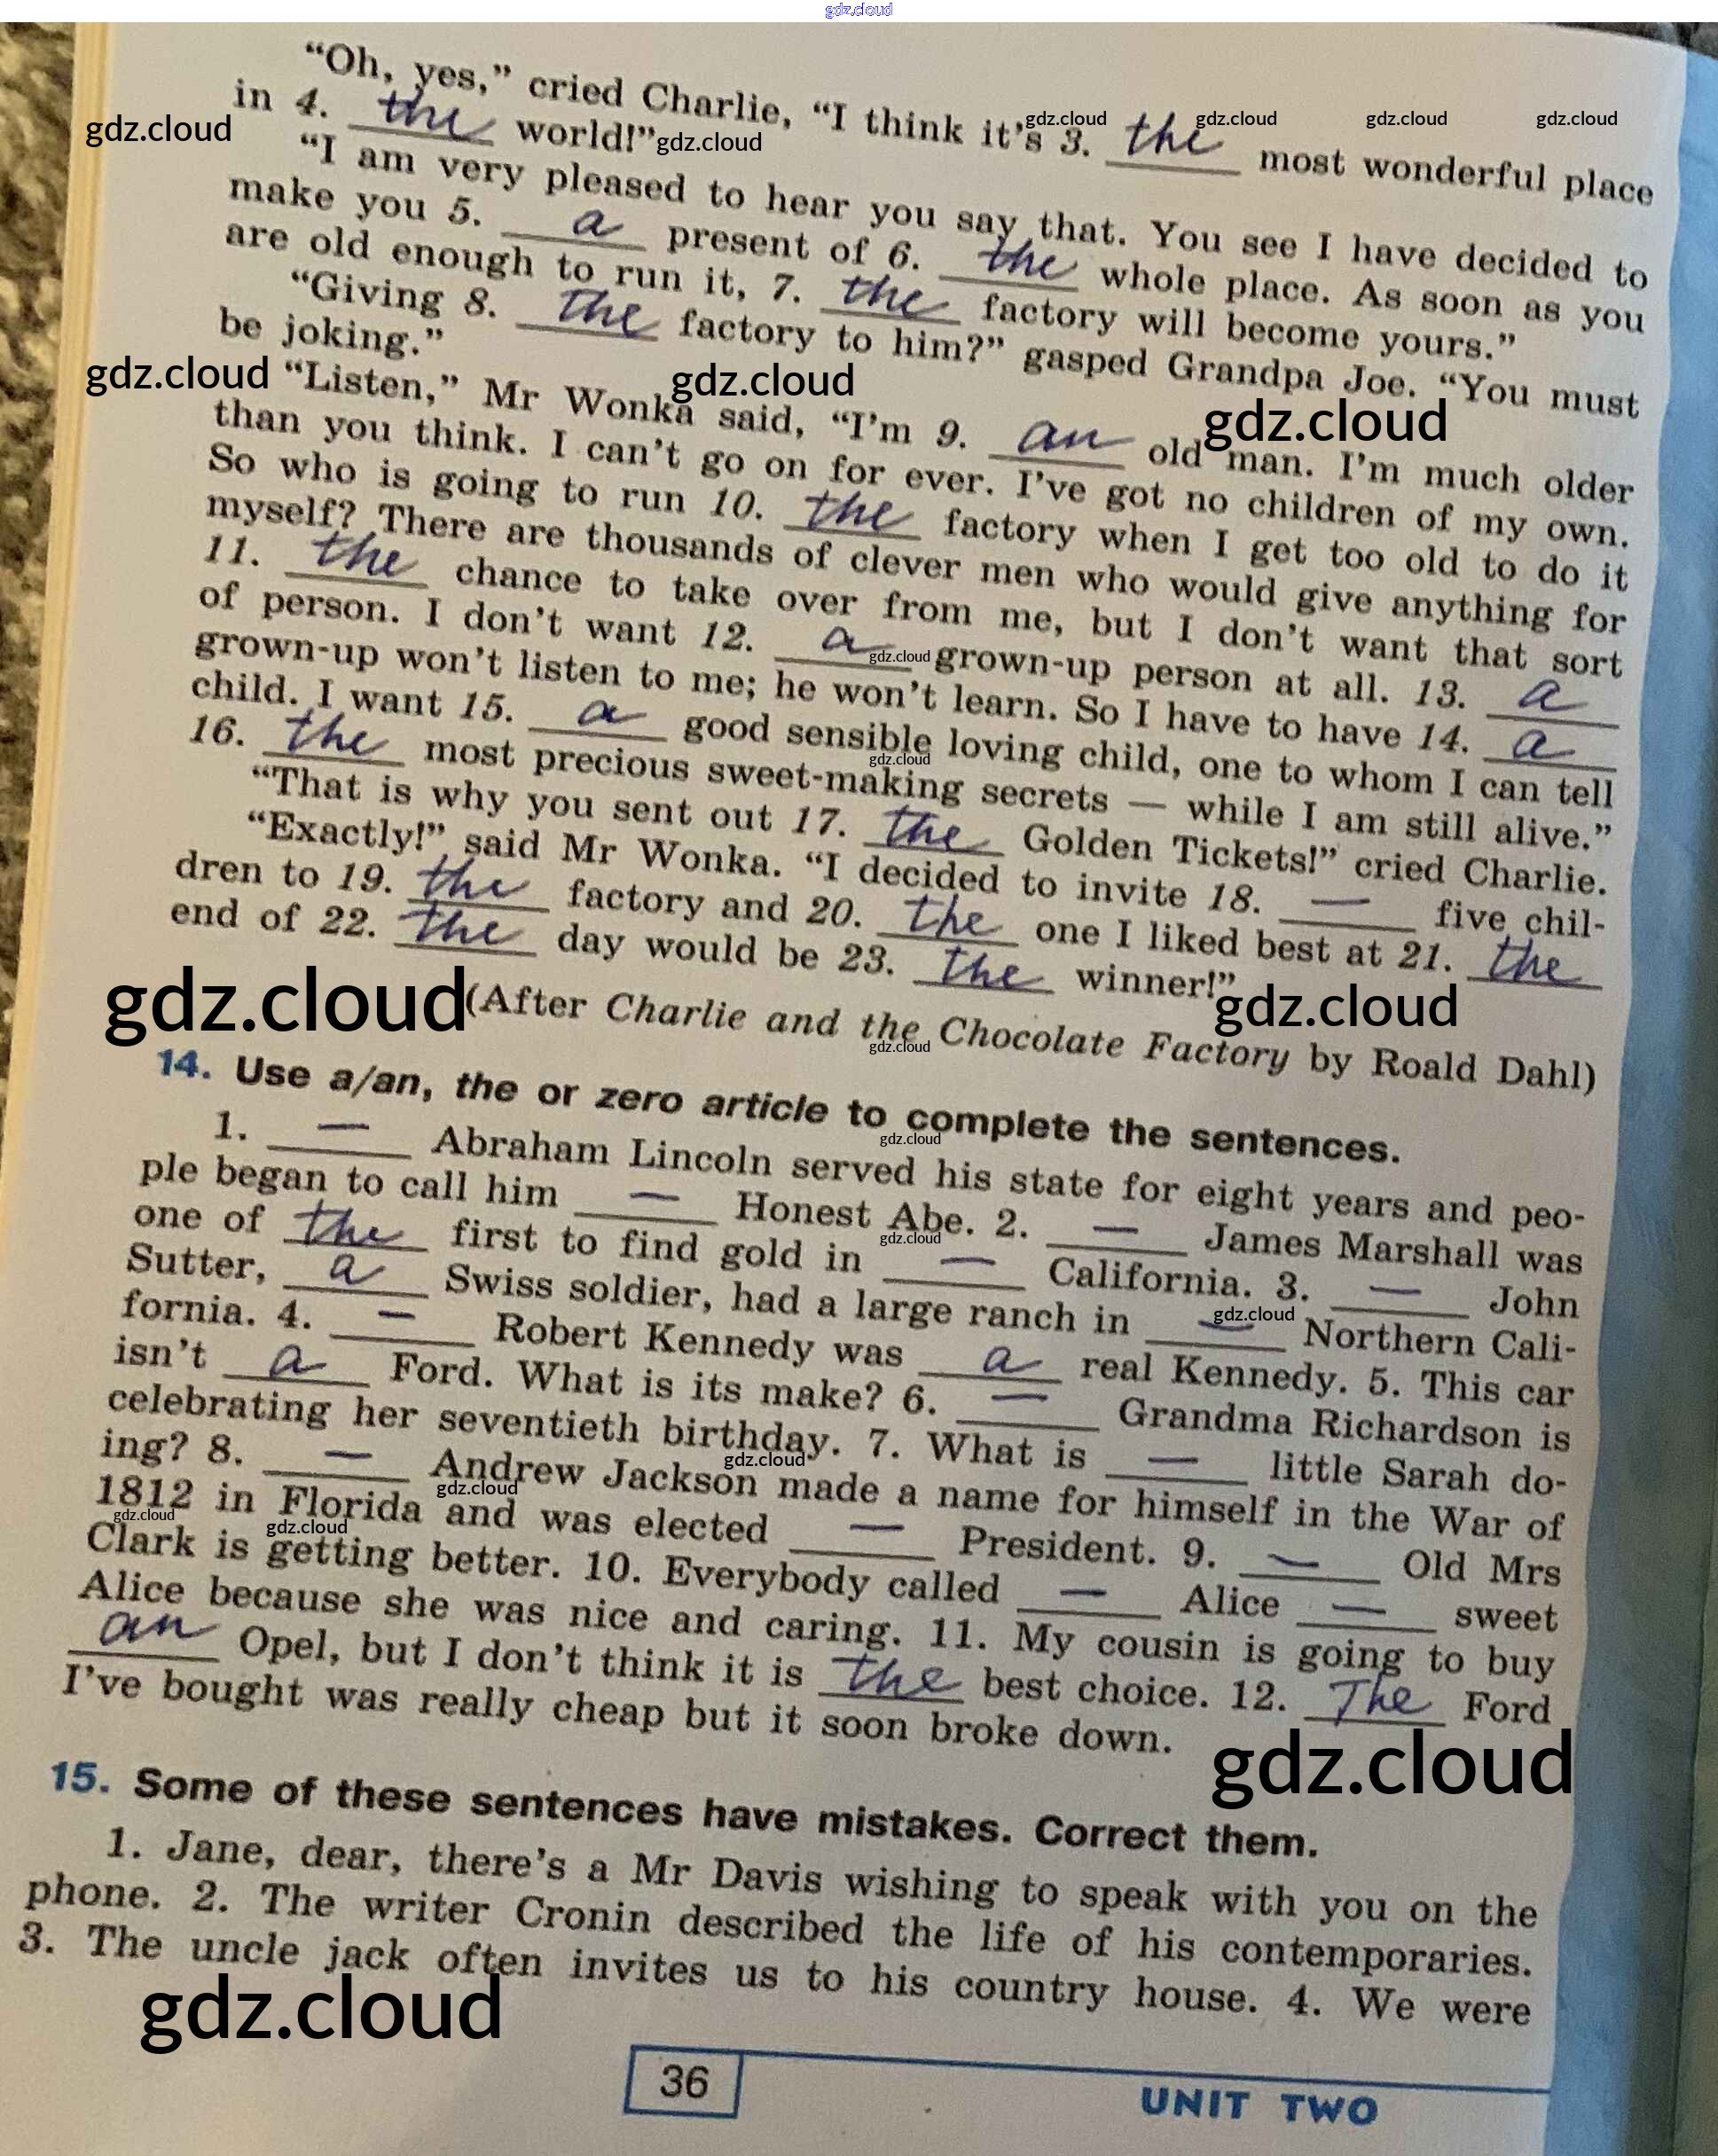 gdz.cloud
“Oh, yes,” cried Charlie, “I think it’s 3. the most wonderful place
in 4. the world!”
“I am very pleased to hear you say that. You see I have decided to
make you 5. a present of 6. the whole place. As soon as you
are old enough to run it, 7. the factory will become yours.”
“Giving 8. the factory to him?” gasped Grandpa Joe. “You must
be joking.”
“Listen,” Mr Wonka said, “I’m 9. an old man. I’m much older
than you think. I can’t go on for ever. I’ve got no children of my own.
So who is going to run 10. the factory when I get too old to do it
myself? There are thousands of clever men who would give anything for
11. the chance to take over from me, but I don’t want that sort
of person. I don’t want 12. a grown-up person at all. 13. a
grown-up won’t listen to me; he won’t learn. So I have to have 14. a
child. I want 15. a good sensible loving child, one to whom I can tell
16. the most precious sweet-making secrets — while I am still alive.”
“That is why you sent out 17. the Golden Tickets!” cried Charlie.
“Exactly!” said Mr Wonka. “I decided to invite 18. — five chil-
dren to 19. the factory and 20. the one I liked best at 21. the
end of 22. the day would be 23. the winner!”
(After Charlie and the Chocolate Factory by Roald Dahl)
14. Use a/an, the or zero article to complete the sentences.
1. — Abraham Lincoln served his state for eight years and peo-
ple began to call him — Honest Abe. 2. — James Marshall was
one of the first to find gold in — California. 3. — John
Sutter, a Swiss soldier, had a large ranch in — Northern Cali-
fornia. 4. — Robert Kennedy was a real Kennedy. 5. This car
isn’t a Ford. What is its make? 6. — Grandma Richardson is
celebrating her seventieth birthday. 7. What is — little Sarah do-
ing? 8. — Andrew Jackson made a name for himself in the War of
1812 in Florida and was elected — President. 9. — Old Mrs
Clark is getting better. 10. Everybody called — Alice — sweet
Alice because she was nice and caring. 11. My cousin is going to buy
an Opel, but I don’t think it is the best choice. 12. The Ford
I’ve bought was really cheap but it soon broke down.
15. Some of these sentences have mistakes. Correct them.
1. Jane, dear, there’s a Mr Davis wishing to speak with you on the
phone. 2. The writer Cronin described the life of his contemporaries.
3. The uncle jack often invites us to his country house. 4. We were
36
UNIT TWO